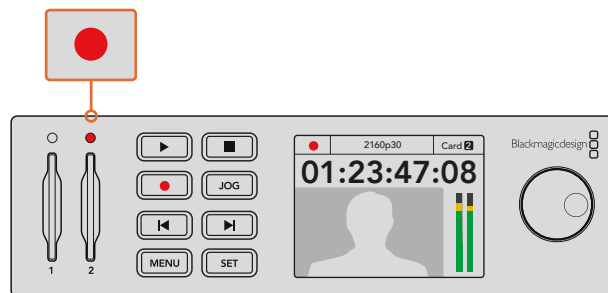 2160p30 Card 2
01:23:47:08
Blackmagicdesign
JOG
MENU SET
1 2